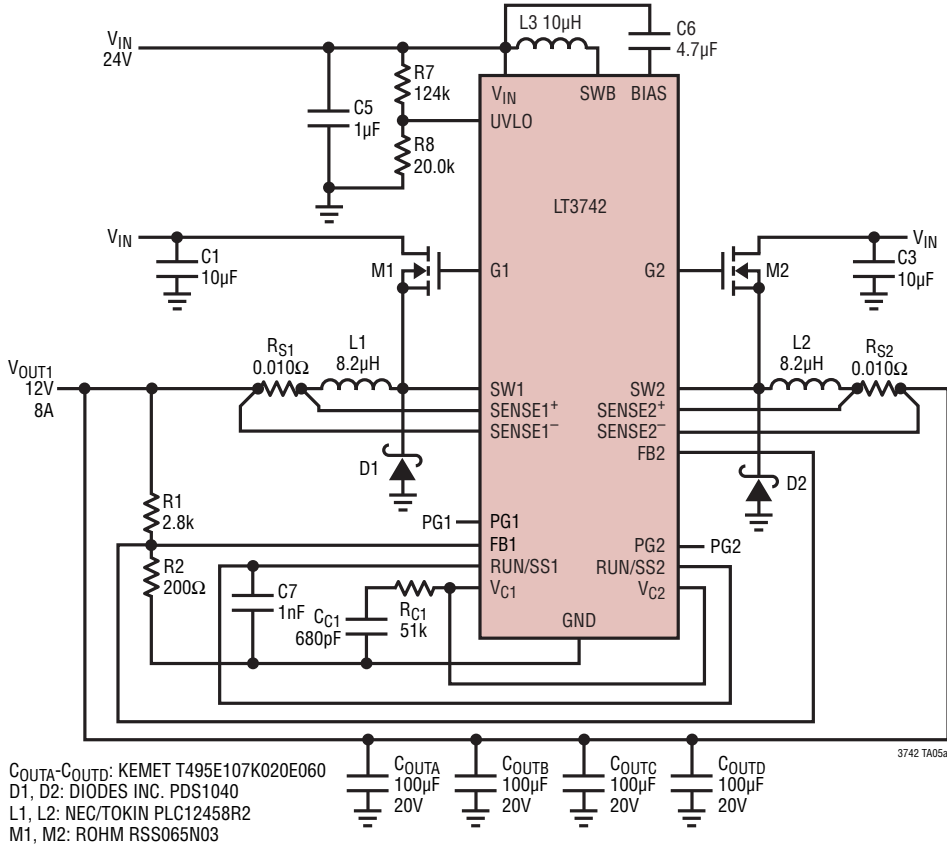 VIN
24V
L3 10µH
C6
4.7µF
R7
124k
C5
1µF
R8
20.0k
VIN
SWB
BIAS
UVLO
LT3742
VIN
C1
10µF
M1
G1
G2
M2
VIN
C3
10µF
VOUT1
12V
8A
RS1
0.010Ω
L1
8.2µH
L2
8.2µH
RS2
0.010Ω
SW1
SENSE1+
SENSE1–
SW2
SENSE2+
SENSE2–
FB2
D1
D2
R1
2.8k
R2
200Ω
PG1
PG1
FB1
RUN/SS1
VC1
PG2
PG2
RUN/SS2
VC2
C7
1nF
CC1
680pF
RC1
51k
GND
3742 TA05a
COUTA
100µF
20V
COUTB
100µF
20V
COUTC
100µF
20V
COUTD
100µF
20V
COUTA-COUTD: KEMET T495E107K020E060
D1, D2: DIODES INC. PDS1040
L1, L2: NEC/TOKIN PLC12458R2
M1, M2: ROHM RSS065N03